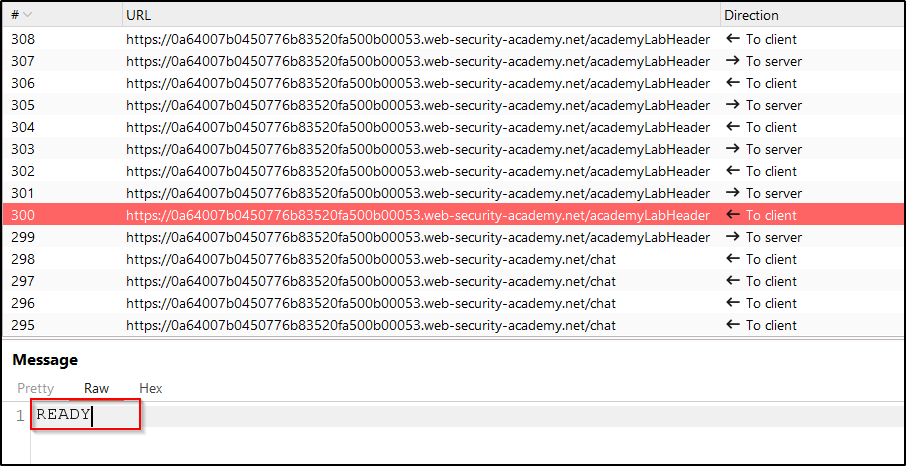 # URL Direction
308 https://0a64007b0450776b83520fa500b00053.web-security-academy.net/academyLabHeader ← To client
307 https://0a64007b0450776b83520fa500b00053.web-security-academy.net/academyLabHeader → To server
306 https://0a64007b0450776b83520fa500b00053.web-security-academy.net/academyLabHeader ← To client
305 https://0a64007b0450776b83520fa500b00053.web-security-academy.net/academyLabHeader → To server
304 https://0a64007b0450776b83520fa500b00053.web-security-academy.net/academyLabHeader ← To client
303 https://0a64007b0450776b83520fa500b00053.web-security-academy.net/academyLabHeader → To server
302 https://0a64007b0450776b83520fa500b00053.web-security-academy.net/academyLabHeader ← To client
301 https://0a64007b0450776b83520fa500b00053.web-security-academy.net/academyLabHeader → To server
300 https://0a64007b0450776b83520fa500b00053.web-security-academy.net/academyLabHeader ← To client
299 https://0a64007b0450776b83520fa500b00053.web-security-academy.net/academyLabHeader → To server
298 https://0a64007b0450776b83520fa500b00053.web-security-academy.net/chat ← To client
297 https://0a64007b0450776b83520fa500b00053.web-security-academy.net/chat ← To client
296 https://0a64007b0450776b83520fa500b00053.web-security-academy.net/chat ← To client
295 https://0a64007b0450776b83520fa500b00053.web-security-academy.net/chat ← To client
Message
Pretty Raw Hex
1 READY